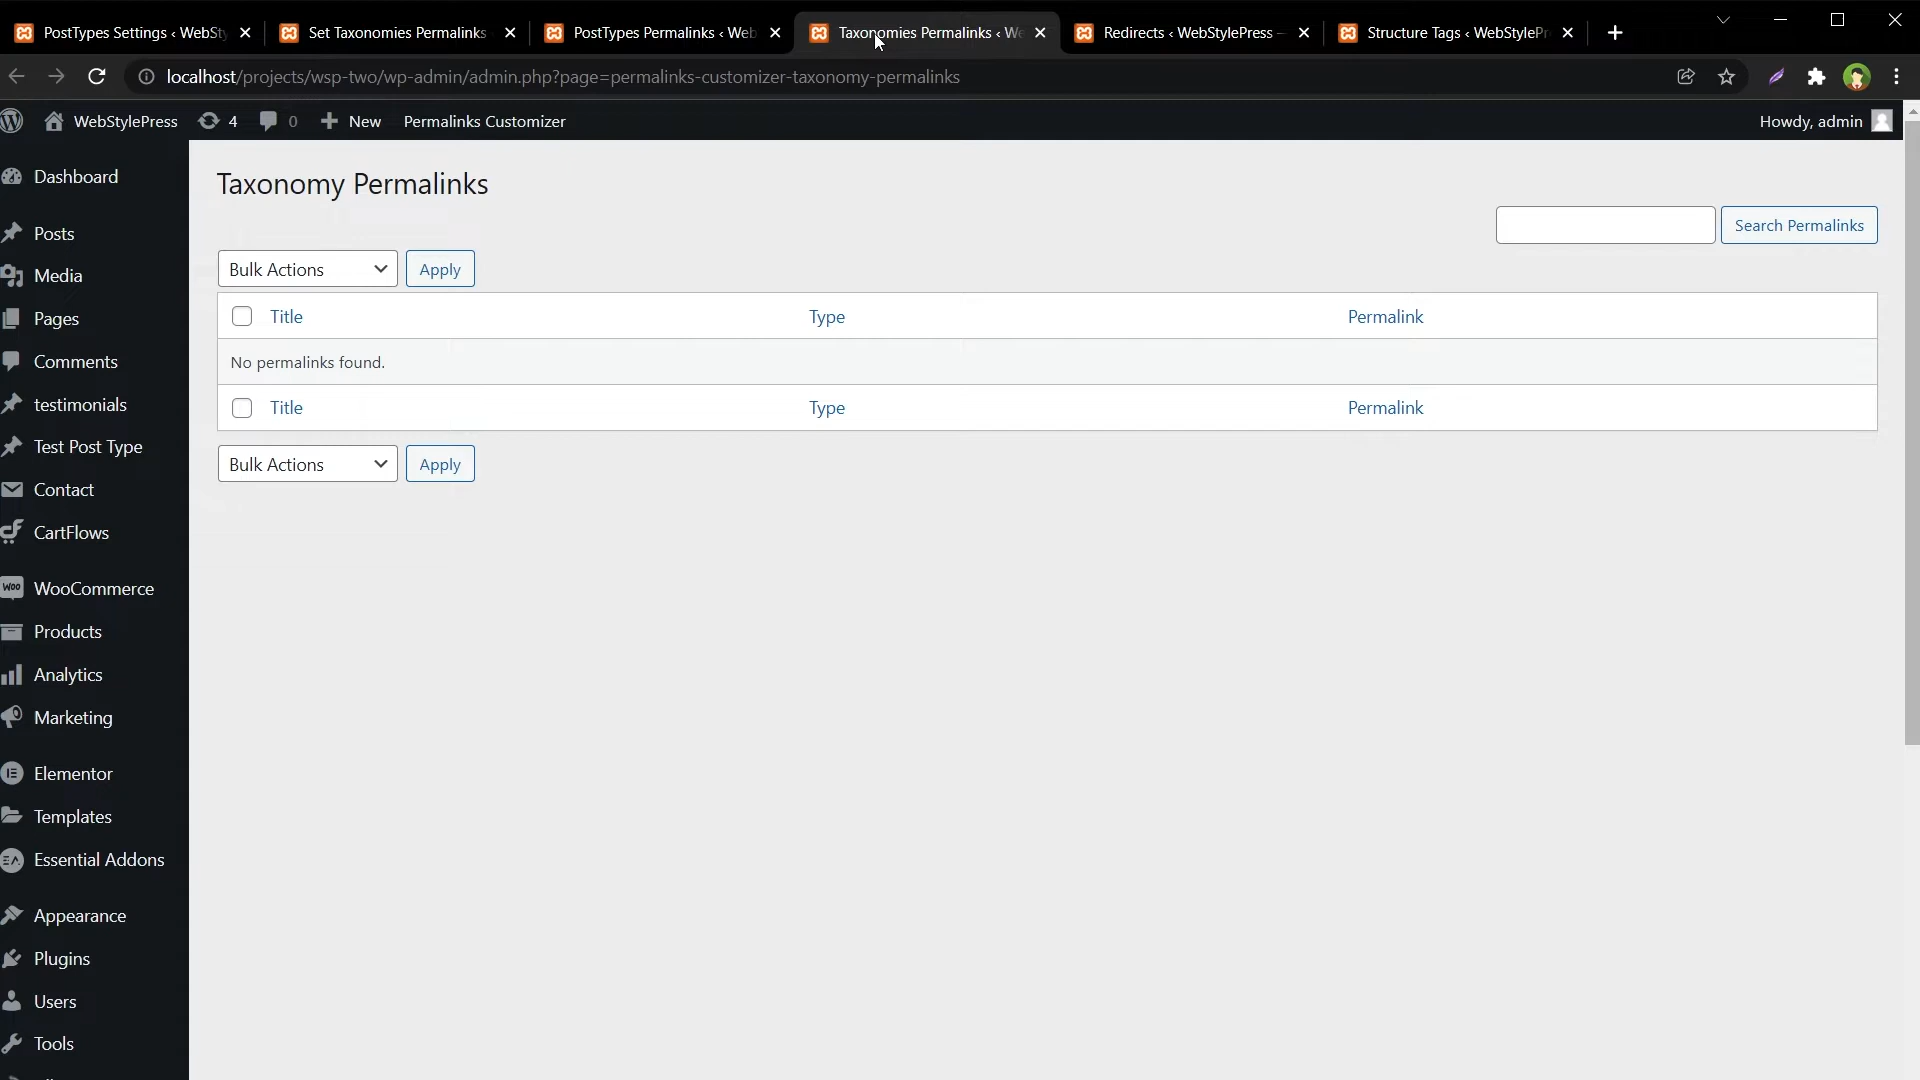 PostTypes Settings ‹ WebSty
Set Taxonomies Permalinks
PostTypes Permalinks ‹ Web
Taxonomies Permalinks ‹ We
Redirects ‹ WebStylePress –
Structure Tags ‹ WebStylePr
localhost/projects/wsp-two/wp-admin/admin.php?page=permalinks-customizer-taxonomy-permalinks
WebStylePress
4
0
New
Permalinks Customizer
Howdy, admin
Dashboard
Posts
Media
Pages
Comments
testimonials
Test Post Type
Contact
CartFlows
WooCommerce
Products
Analytics
Marketing
Elementor
Templates
Essential Addons
Appearance
Plugins
Users
Tools
Taxonomy Permalinks
Search Permalinks
Bulk Actions
Apply
Title
Type
Permalink
No permalinks found.
Title
Type
Permalink
Bulk Actions
Apply